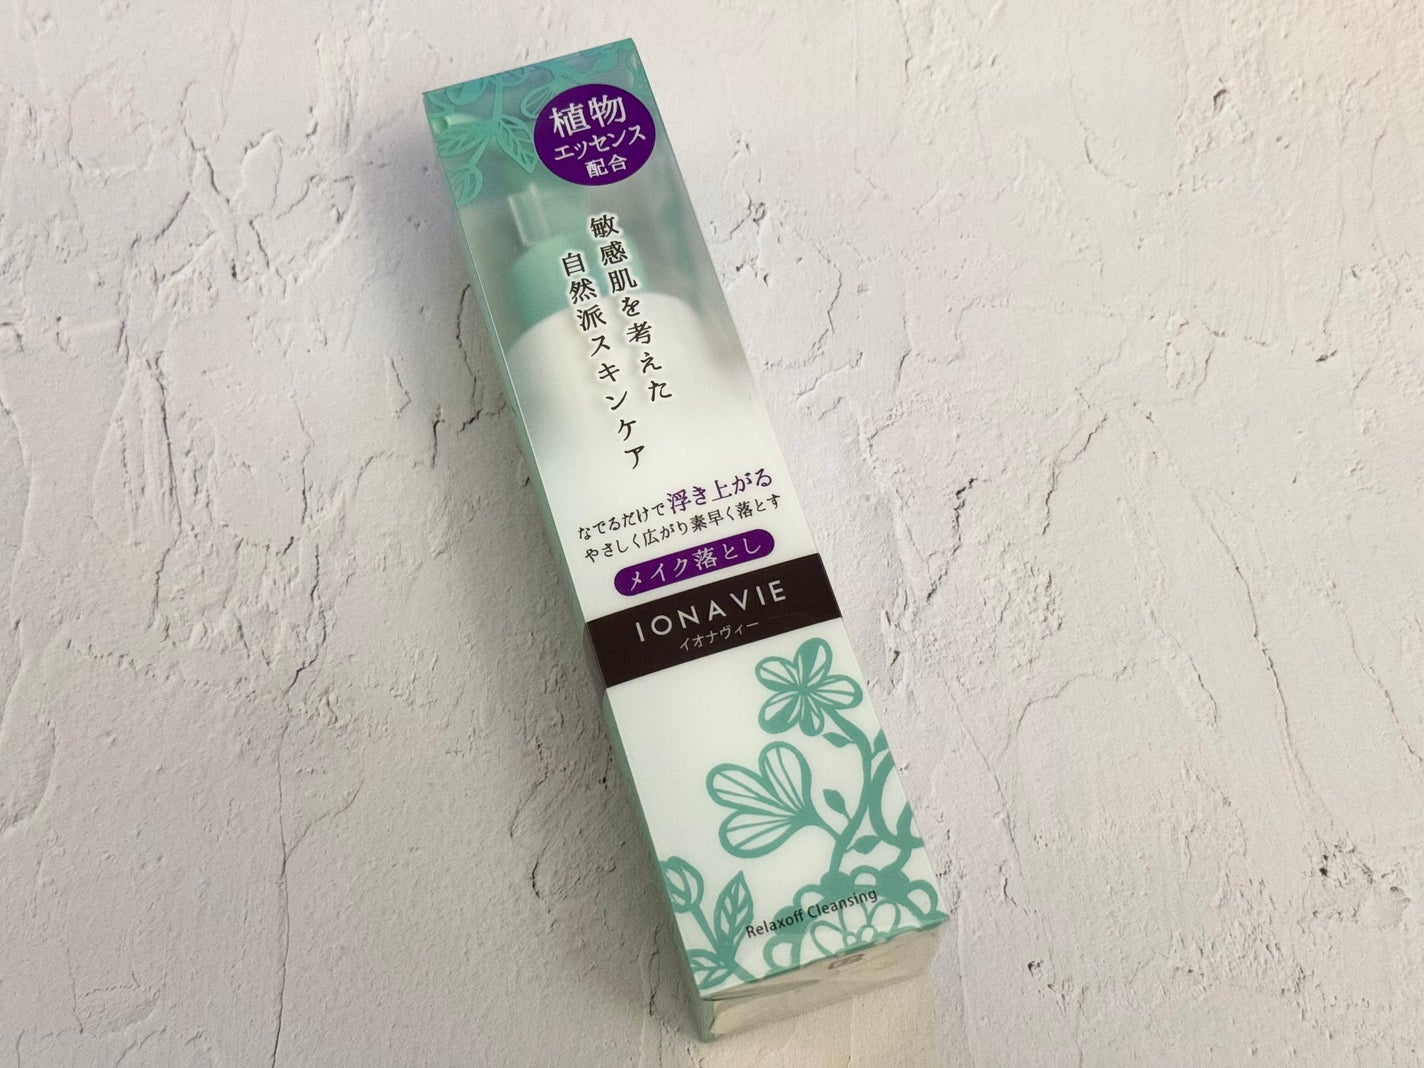 植物
エッセンス
配合
敏感肌を考えた
自然派スキンケア
なでるだけで浮き上がる
やさしく広がり素早く落とす
メイク落とし
IONAVIE
イオナヴィー
Relaxoff Cleansing